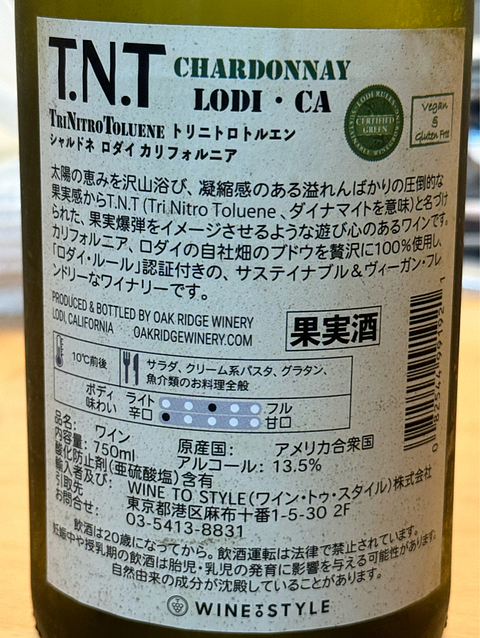 T.N.T CHARDONNAY
LODI・CA
TRINITROTOLUENE トリニトロトルエン
シャルドネ ロダイ カリフォルニア
LODI RULES
CERTIFIED
GREEN
Vegan
&
Gluten Free
太陽の恵みを沢山浴び、凝縮感のある溢れんばかりの圧倒的な
果実感からT.N.T (Tri Nitro Toluene 、ダイナマイトを意味)と名づけ
られた、果実爆弾をイメージさせるような遊び心のあるワインです。
カリフォルニア、ロダイの自社畑のブドウを贅沢に100%使用し、
「ロダイ・ルール」認証付きの、サステイナブル&ヴィーガン・フレ
ンドリーなワイナリーです。
PRODUCED & BOTTLED BY OAK RIDGE WINERY
LODI, CALIFORNIA OAKRIDGEWINERY.COM
果実酒
10℃前後
サラダ、クリーム系パスタ、グラタン、
魚介類のお料理全般
ボディ ライト フル
味わい 辛口 甘口
品名: ワイン 原産国: アメリカ合衆国
内容量: 750ml アルコール: 13.5%
酸化防止剤(亜硫酸塩)含有
輸入者及び: WINE TO STYLE(ワイン・トゥ・スタイル)株式会社
引取先 東京都港区麻布十番1-5-30 2F
お問合せ: 03-5413-8831
飲酒は20歳になってから。飲酒運転は法律で禁止されています。
妊娠中や授乳期の飲酒は胎児・乳児の発育に影響を与える可能性があります。
自然由来の成分が沈殿していることがあります。
WINE TO STYLE